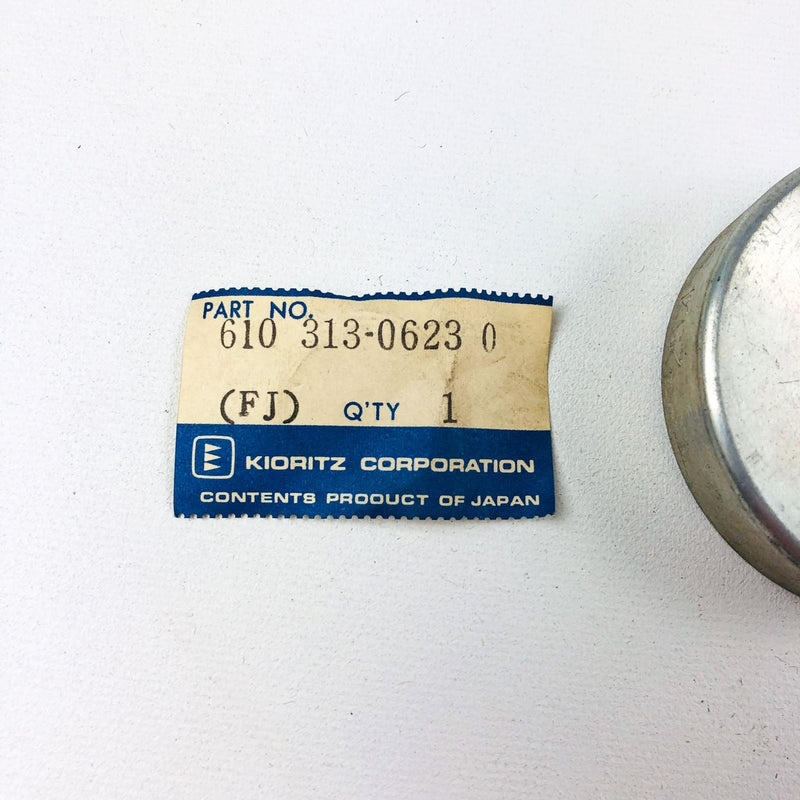 PART NO.
610 313-0623 0
(FJ) Q'TY 1
KIORITZ CORPORATION
CONTENTS PRODUCT OF JAPAN